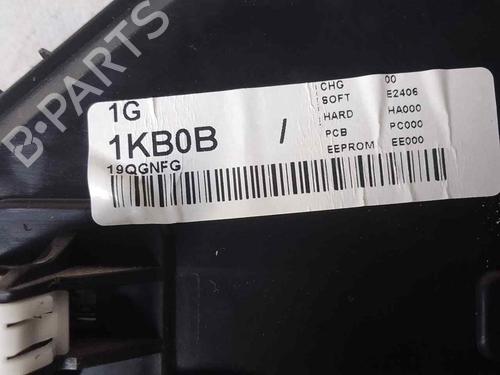 B-PARTS
1G
1KB0B /
19QGNFG
CHG 00
SOFT E2406
HARD HA000
PCB PC000
EEPROM EE000